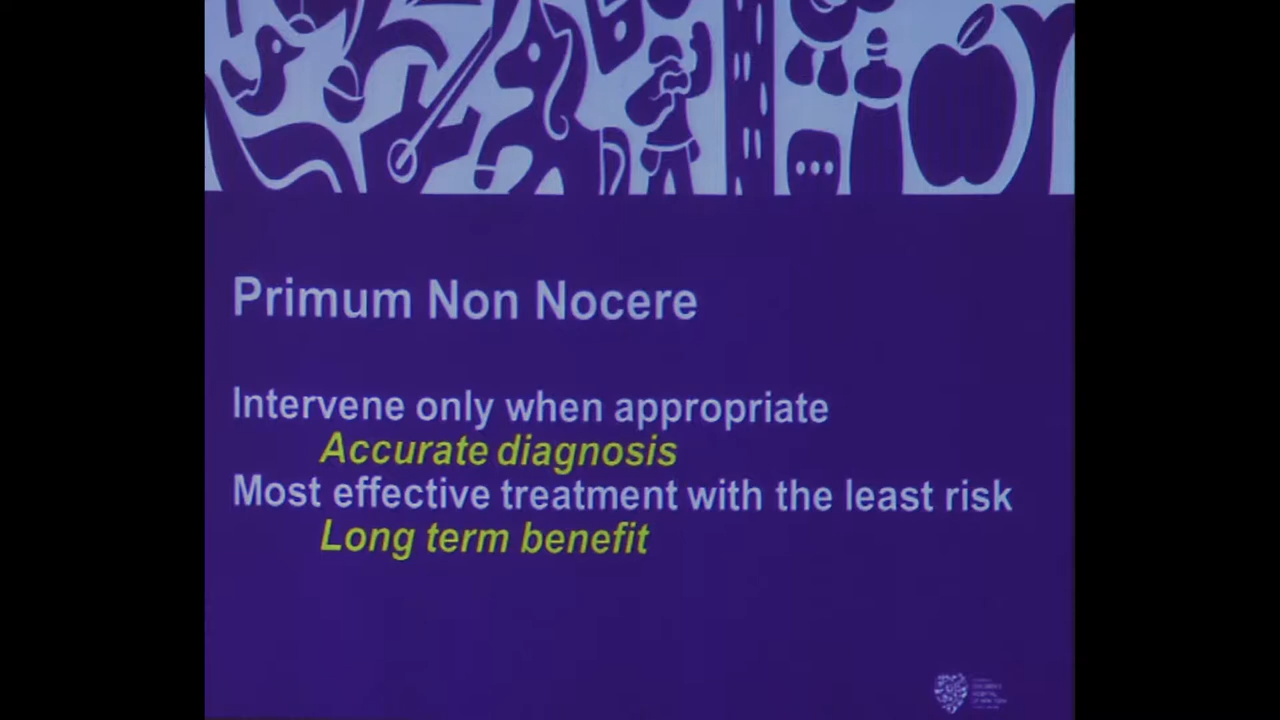 Primum Non Nocere
Intervene only when appropriate
Accurate diagnosis
Most effective treatment with the least risk
Long term benefit